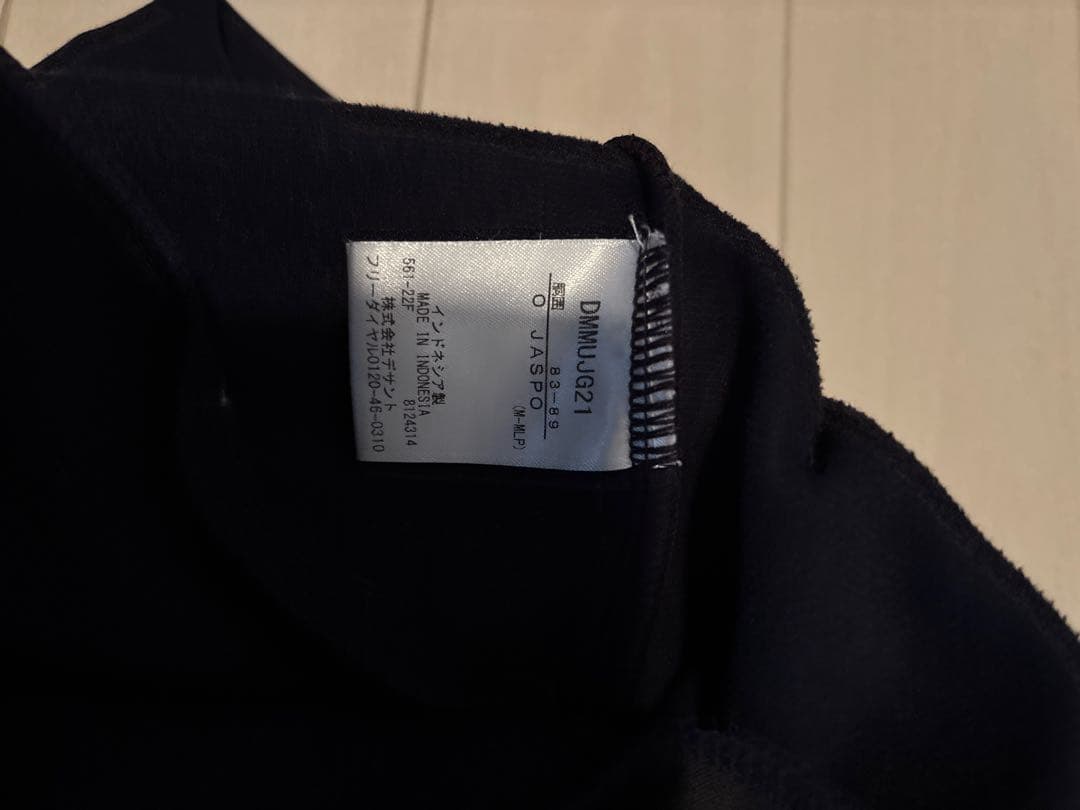 DMMUJG21
胸囲 83-89
O JASPO
(M-MLP)
インドネシア製
MADE IN INDONESIA
561-22F 8124314
株式会社デサント
フリーダイヤル0120-46-0310